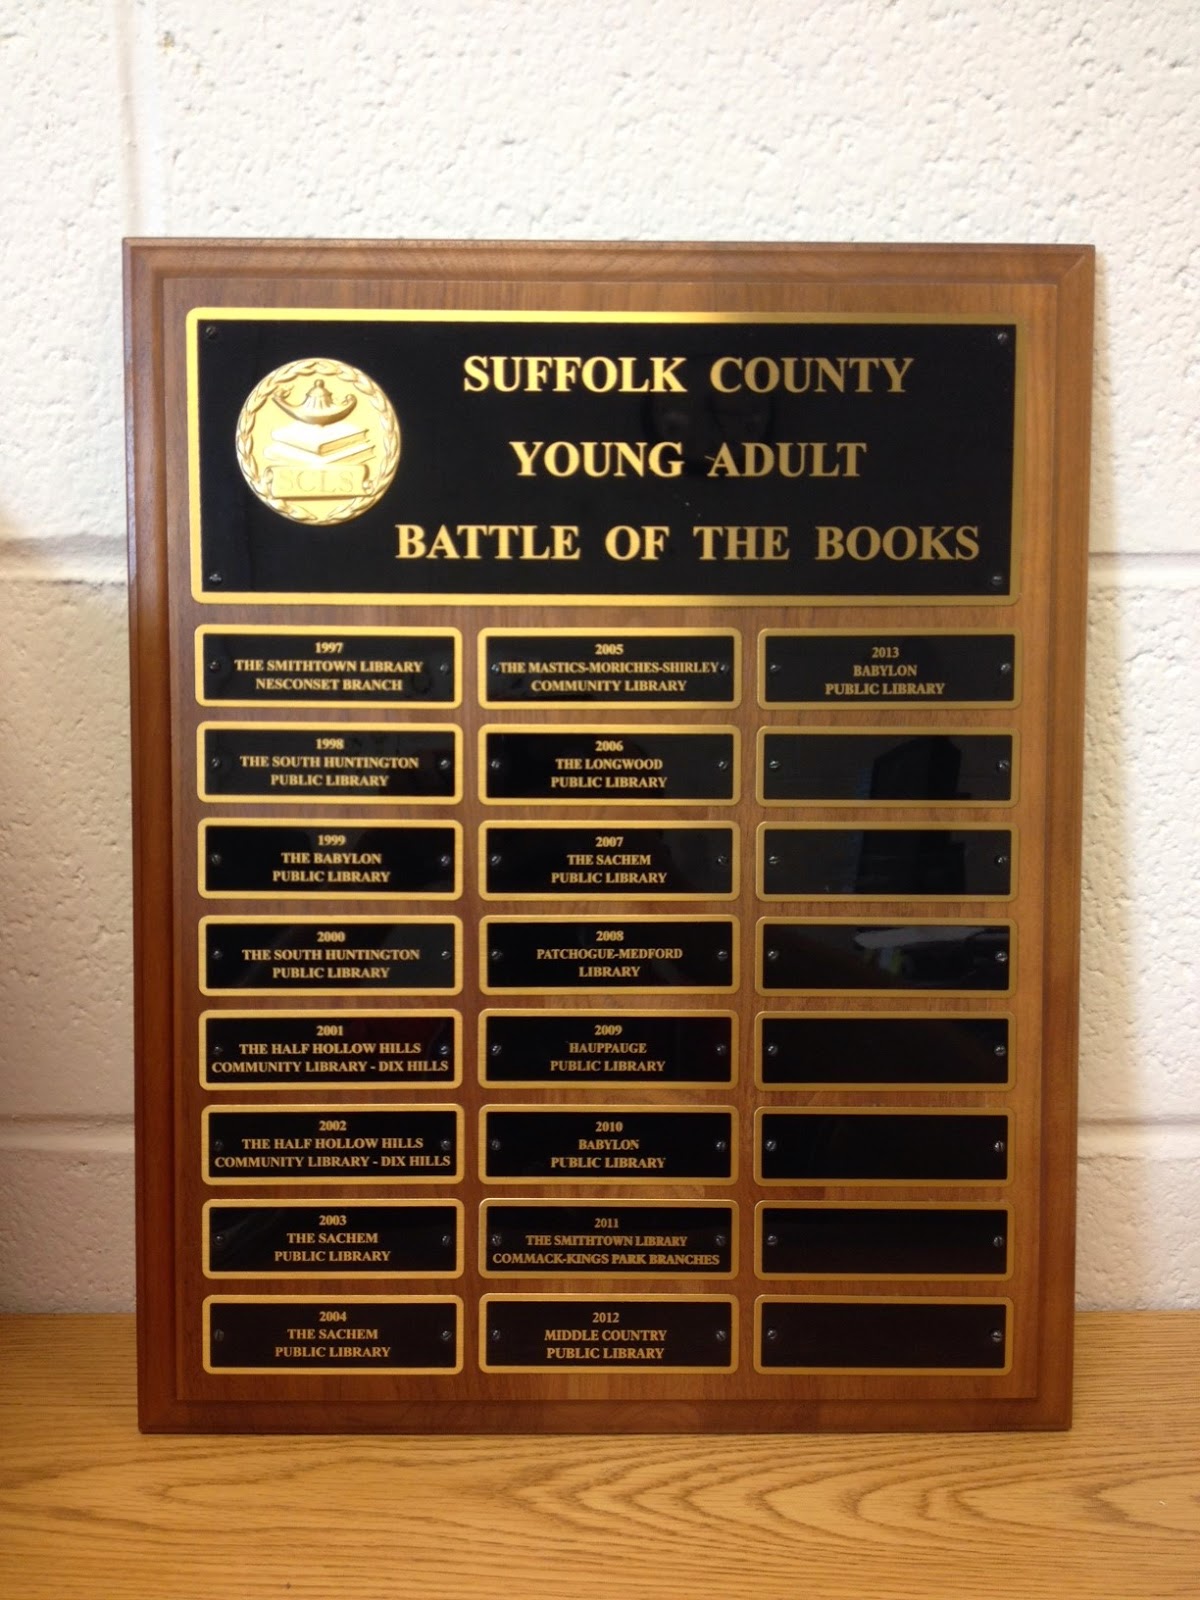 SUFFOLK COUNTY
YOUNG ADULT
BATTLE OF THE BOOKS
SCLS
1997
THE SMITHTOWN LIBRARY
NESCONSET BRANCH
1998
THE SOUTH HUNTINGTON
PUBLIC LIBRARY
1999
THE BABYLON
PUBLIC LIBRARY
2000
THE SOUTH HUNTINGTON
PUBLIC LIBRARY
2001
THE HALF HOLLOW HILLS
COMMUNITY LIBRARY - DIX HILLS
2002
THE HALF HOLLOW HILLS
COMMUNITY LIBRARY - DIX HILLS
2003
THE SACHEM
PUBLIC LIBRARY
2004
THE SACHEM
PUBLIC LIBRARY
2005
THE MASTICS-MORICHES-SHIRLEY
COMMUNITY LIBRARY
2006
THE LONGWOOD
PUBLIC LIBRARY
2007
THE SACHEM
PUBLIC LIBRARY
2008
PATCHOGUE-MEDFORD
LIBRARY
2009
HAUPPAUGE
PUBLIC LIBRARY
2010
BABYLON
PUBLIC LIBRARY
2011
THE SMITHTOWN LIBRARY
COMMACK-KINGS PARK BRANCHES
2012
MIDDLE COUNTRY
PUBLIC LIBRARY
2013
BABYLON
PUBLIC LIBRARY